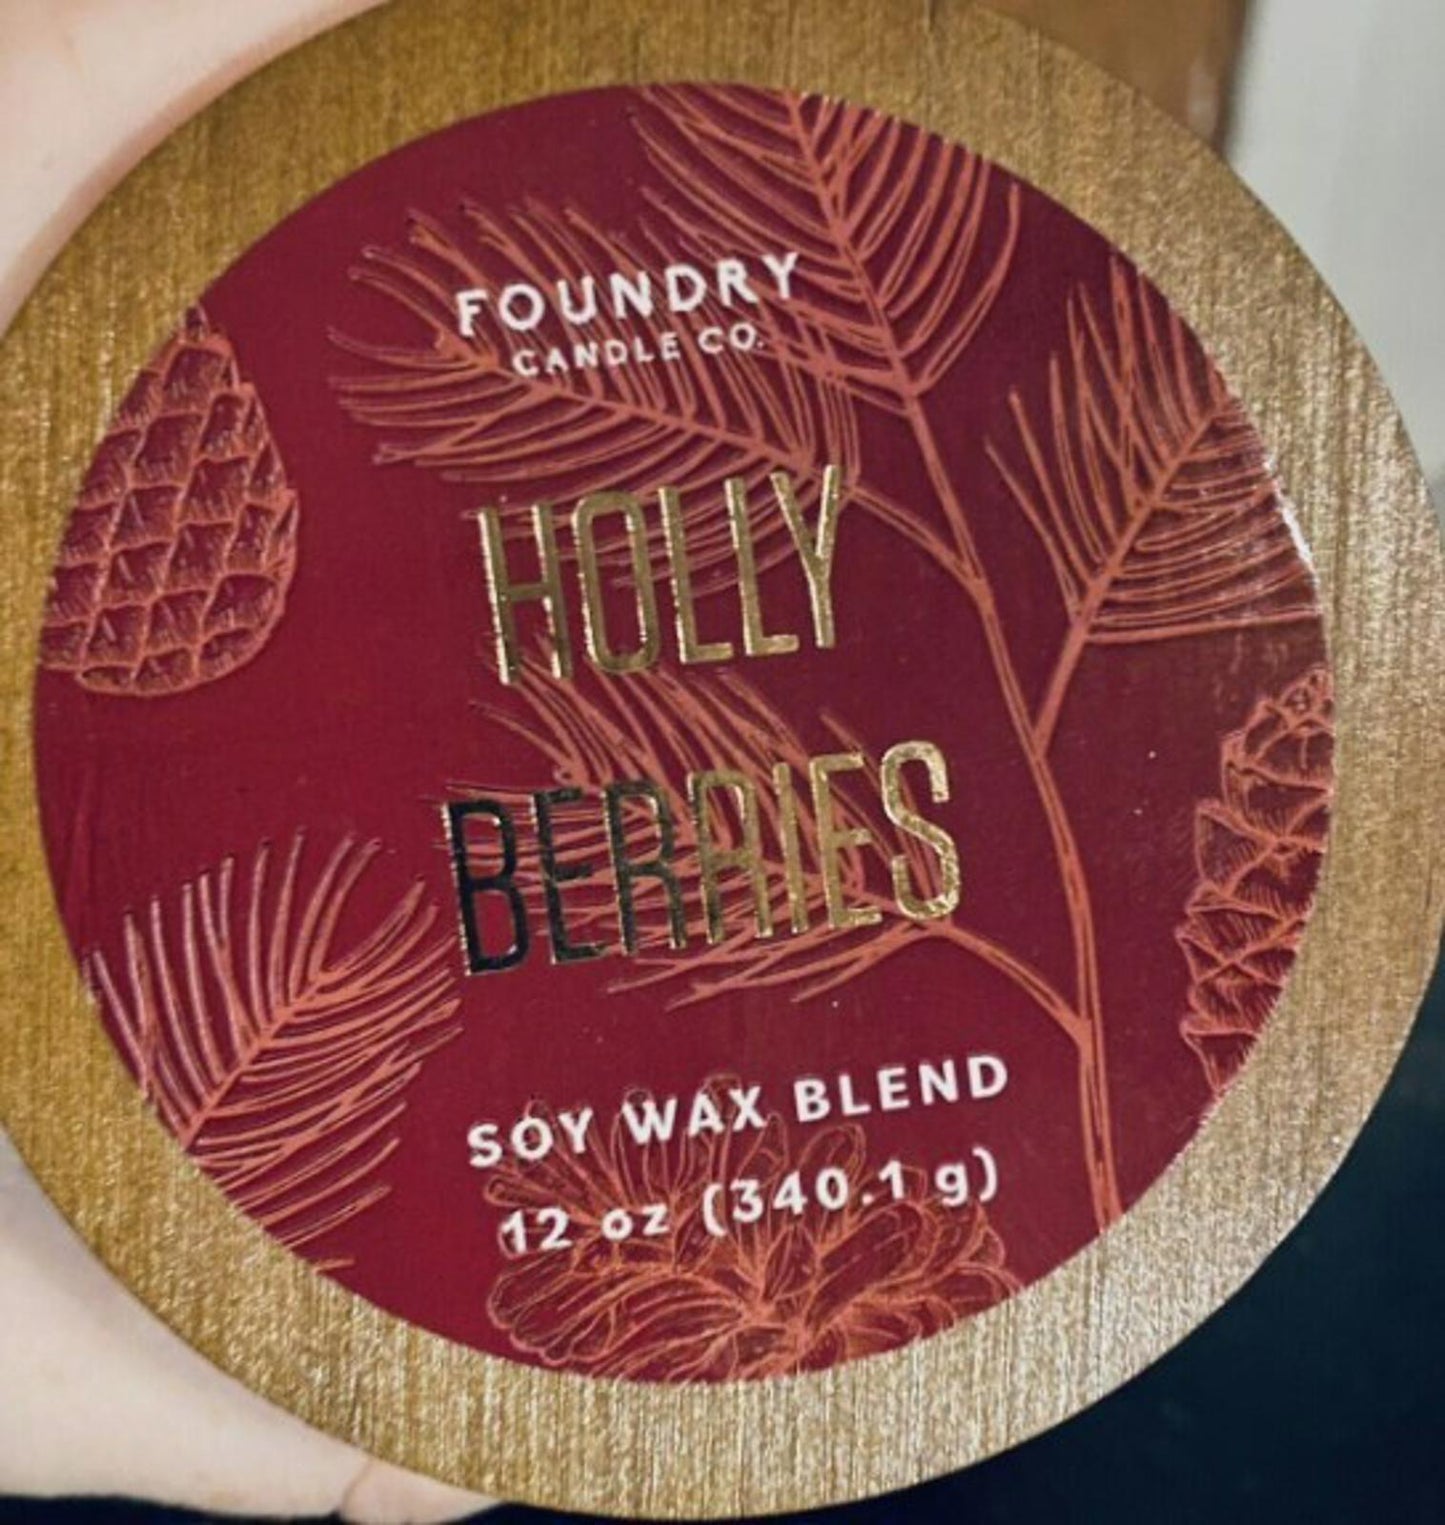 FOUNDRY
CANDLE CO.
HOLLY
BERRIES
SOY WAX BLEND
12 oz (340.1 g)